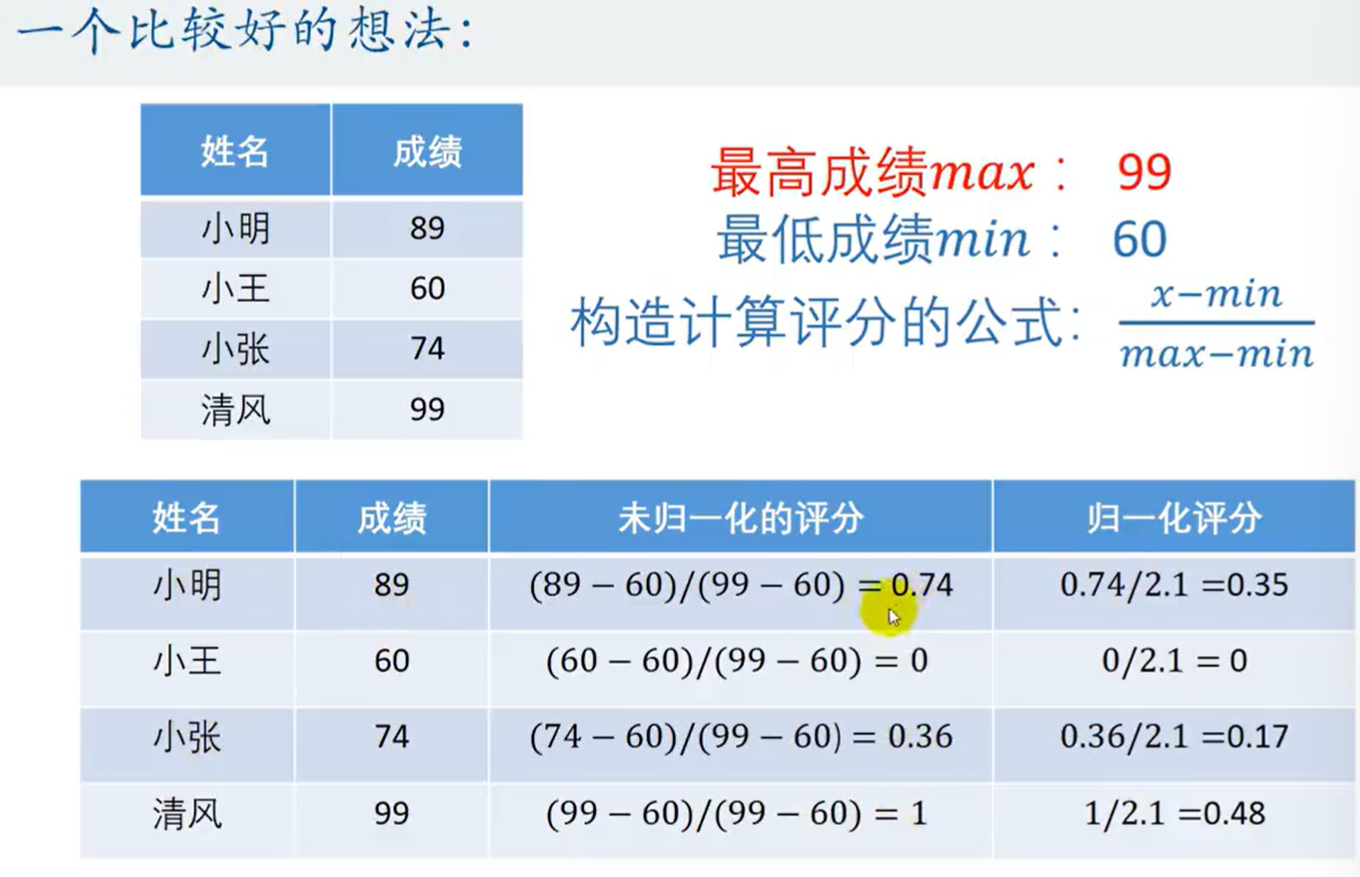 一个比较好的想法：
姓名 成绩
小明 89
小王 60
小张 74
清风 99
最高成绩max： 99
最低成绩min： 60
构造计算评分的公式： x−min
max−min
姓名 成绩 未归一化的评分 归一化评分
小明 89 (89 − 60)/(99 − 60) = 0.74 0.74/2.1 =0.35
小王 60 (60 − 60)/(99 − 60) = 0 0/2.1 = 0
小张 74 (74 − 60)/(99 − 60) = 0.36 0.36/2.1 =0.17
清风 99 (99 − 60)/(99 − 60) = 1 1/2.1 =0.48